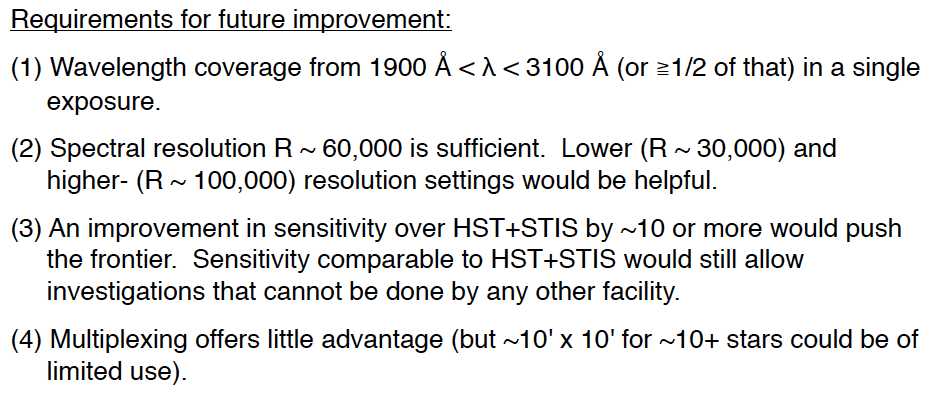 Requirements for future improvement:
(1) Wavelength coverage from 1900 Å < λ < 3100 Å (or ≧1/2 of that) in a single
exposure.
(2) Spectral resolution R ~ 60,000 is sufficient.  Lower (R ~ 30,000) and
higher- (R ~ 100,000) resolution settings would be helpful.
(3) An improvement in sensitivity over HST+STIS by ~10 or more would push
the frontier.  Sensitivity comparable to HST+STIS would still allow
investigations that cannot be done by any other facility.
(4) Multiplexing offers little advantage (but ~10' x 10' for ~10+ stars could be of
limited use).